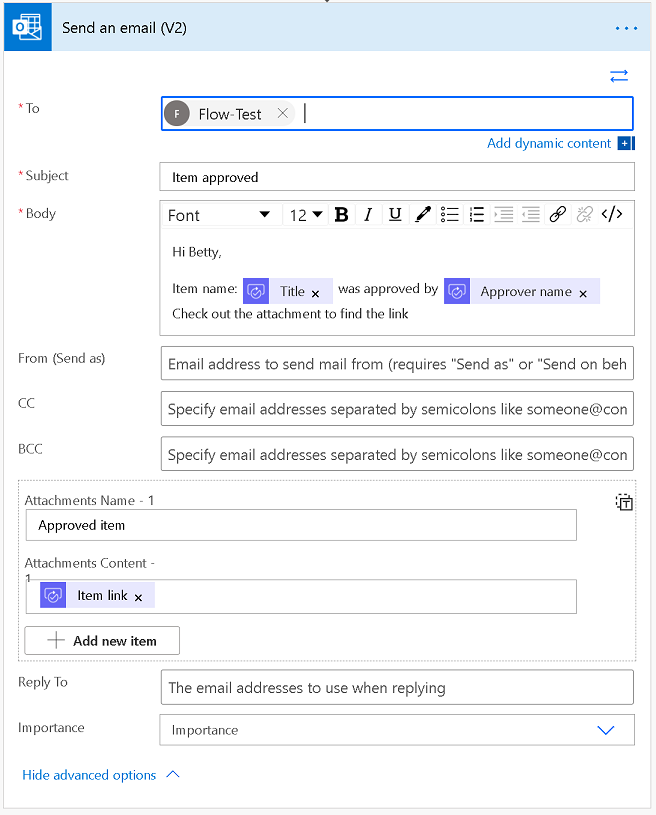 Send an email (V2)
* To
F Flow-Test
Add dynamic content
* Subject
Item approved
* Body
Font 12 B I U </>
Hi Betty,
Item name: Title x was approved by Approver name x
Check out the attachment to find the link
From (Send as)
Email address to send mail from (requires "Send as" or "Send on beh
CC
Specify email addresses separated by semicolons like someone@con
BCC
Specify email addresses separated by semicolons like someone@con
Attachments Name - 1
T
Approved item
Attachments Content -
1
Item link x
Add new item
Reply To
The email addresses to use when replying
Importance
Importance
Hide advanced options